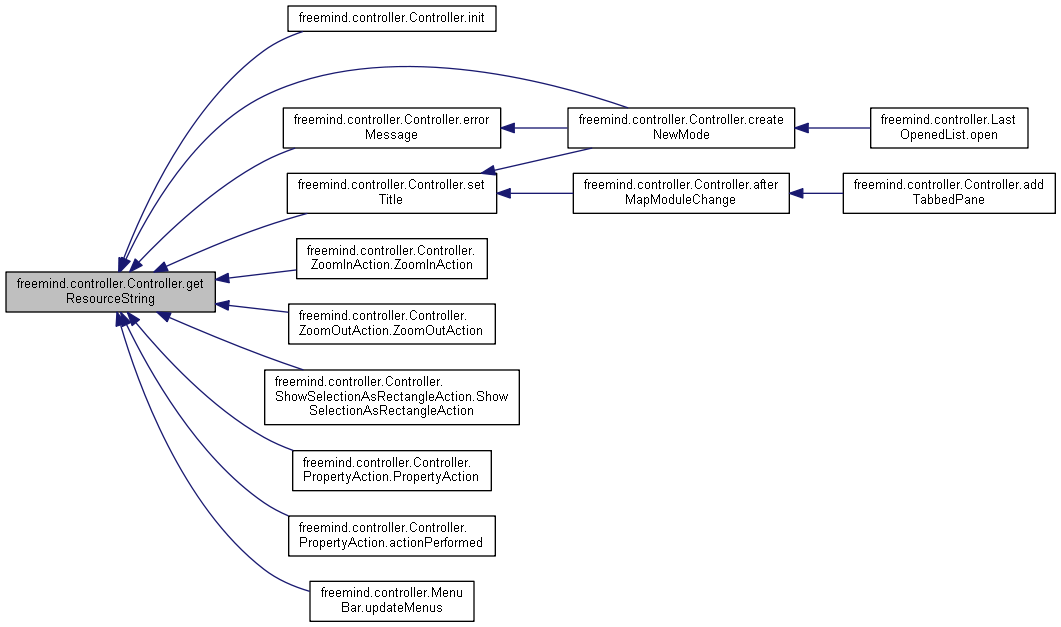 freemind.controller.Controller.init
freemind.controller.Controller.error
Message
freemind.controller.Controller.create
NewMode
freemind.controller.Last
OpenedList.open
freemind.controller.Controller.set
Title
freemind.controller.Controller.after
MapModuleChange
freemind.controller.Controller.add
TabbedPane
freemind.controller.Controller.
ZoomInAction.ZoomInAction
freemind.controller.Controller.get
ResourceString
freemind.controller.Controller.
ZoomOutAction.ZoomOutAction
freemind.controller.Controller.
ShowSelectionAsRectangleAction.Show
SelectionAsRectangleAction
freemind.controller.Controller.
PropertyAction.PropertyAction
freemind.controller.Controller.
PropertyAction.actionPerformed
freemind.controller.Menu
Bar.updateMenus